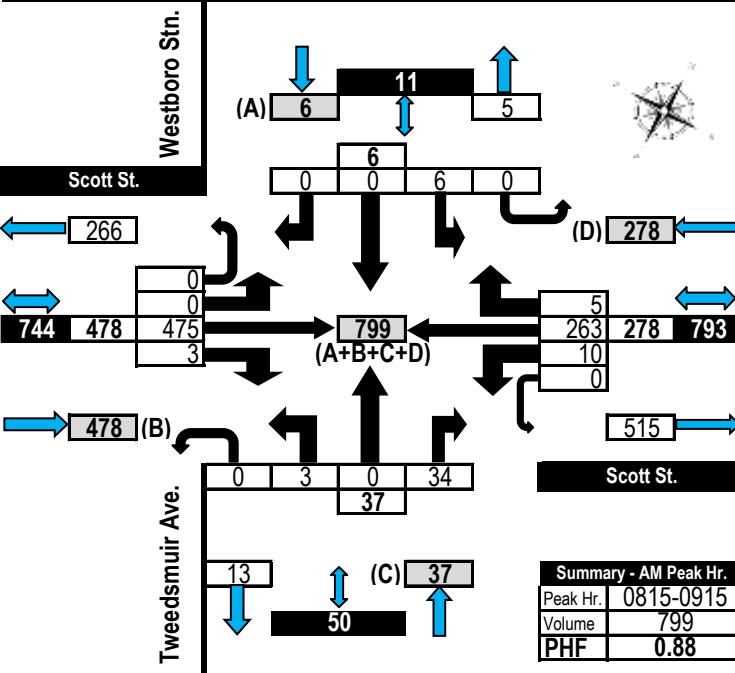 Westboro Stn.
11
(A) 6 5
6
Scott St.
0 0 6 0
266
(D) 278
0
0
744 478 475
3
799
(A+B+C+D)
5
263 278 793
10
0
478 (B)
515
0 3 0 34
37
Scott St.
Tweedsmuir Ave.
13
(C) 37
50
Summary - AM Peak Hr.
Peak Hr. 0815-0915
Volume 799
PHF 0.88